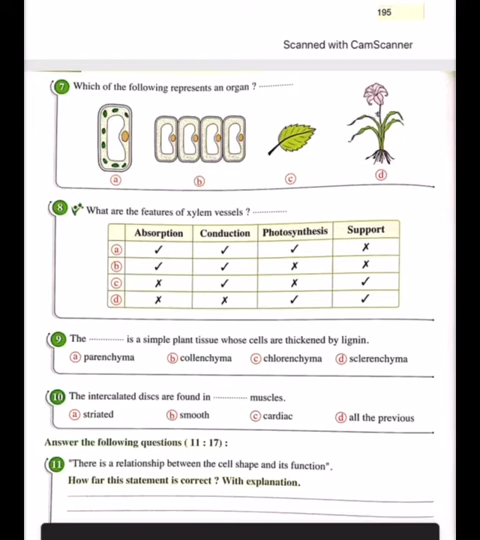 195
Scanned with CamScanner
7 Which of the following represents an organ ? ............
a b c d
8 What are the features of xylem vessels ? ............
Absorption Conduction Photosynthesis Support
a ✓ ✓ ✓ ✗
b ✓ ✓ ✗ ✗
c ✗ ✓ ✗ ✓
d ✗ ✗ ✓ ✓
9 The ............ is a simple plant tissue whose cells are thickened by lignin.
a parenchyma b collenchyma c chlorenchyma d sclerenchyma
10 The intercalated discs are found in ............ muscles.
a striated b smooth c cardiac d all the previous
Answer the following questions ( 11 : 17) :
11 "There is a relationship between the cell shape and its function".
How far this statement is correct ? With explanation.